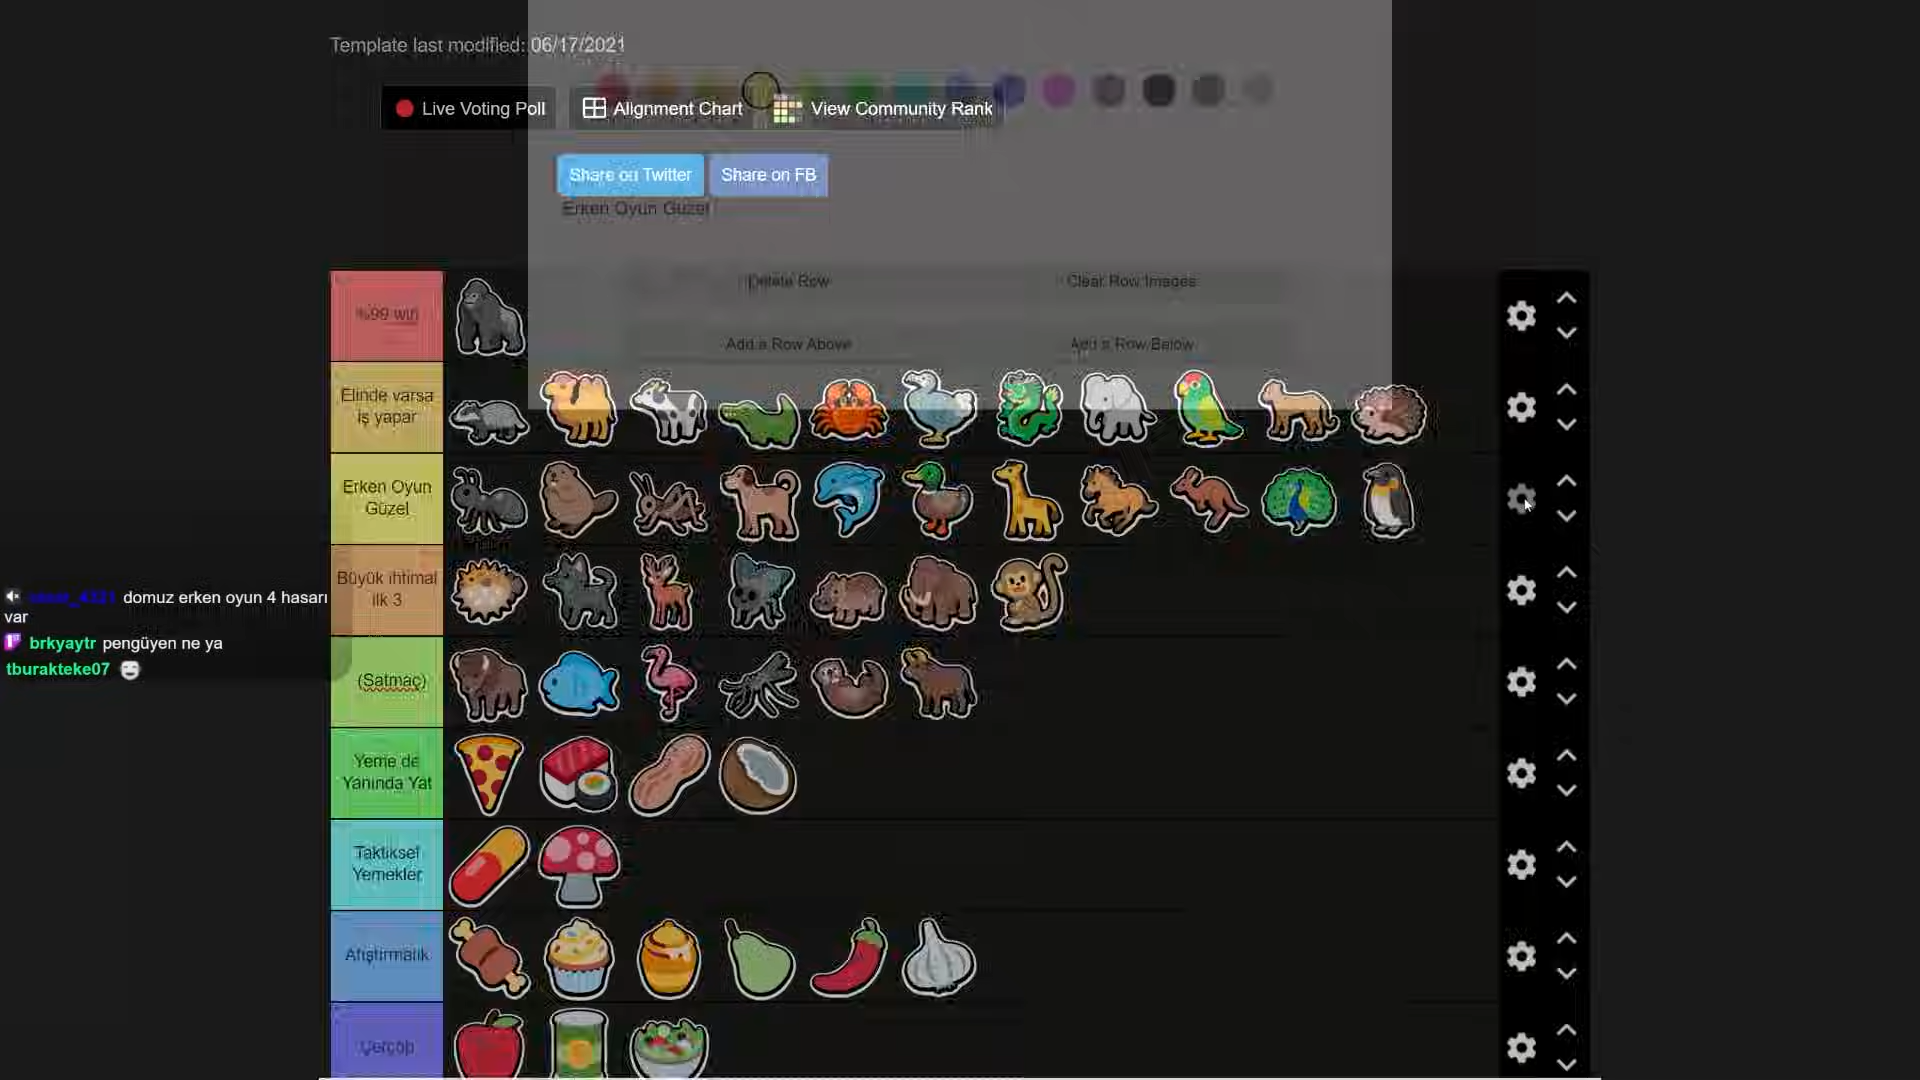 Template last modified: 06/17/2021
Live Voting Poll
Alignment Chart
View Community Rank
Share on Twitter
Share on FB
Erken Oyun Güzel
Delete Row
Clear Row Images
Add a Row Above
Add a Row Below
%99 win
Elinde varsa
iş yapar
Erken Oyun
Güzel
Büyük ihtimal
ilk 3
(Satmaç)
Yeme de
Yanında Yat
Taktiksel
Yemekler
Atıştırmalık
Çerçöp
domuz erken oyun 4 hasarı
var
brkyaytr pengüyen ne ya
tburakteke07